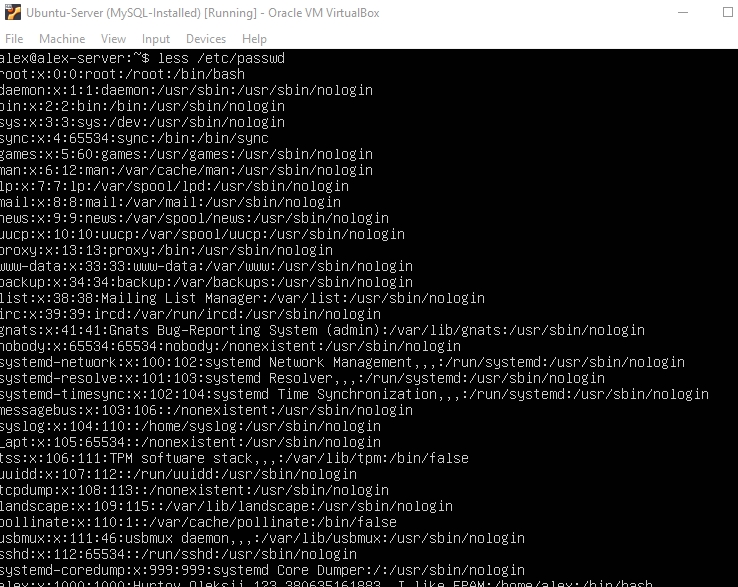 Ubuntu-Server (MySQL-Installed) [Running] - Oracle VM VirtualBox
File Machine View Input Devices Help
alex@alex-server:~$ less /etc/passwd
root:x:0:0:root:/root:/bin/bash
daemon:x:1:1:daemon:/usr/sbin:/usr/sbin/nologin
bin:x:2:2:bin:/bin:/usr/sbin/nologin
sys:x:3:3:sys:/dev:/usr/sbin/nologin
sync:x:4:65534:sync:/bin:/bin/sync
games:x:5:60:games:/usr/games:/usr/sbin/nologin
man:x:6:12:man:/var/cache/man:/usr/sbin/nologin
lp:x:7:7:lp:/var/spool/lpd:/usr/sbin/nologin
mail:x:8:8:mail:/var/mail:/usr/sbin/nologin
news:x:9:9:news:/var/spool/news:/usr/sbin/nologin
uucp:x:10:10:uucp:/var/spool/uucp:/usr/sbin/nologin
proxy:x:13:13:proxy:/bin:/usr/sbin/nologin
www-data:x:33:33:www-data:/var/www:/usr/sbin/nologin
backup:x:34:34:backup:/var/backups:/usr/sbin/nologin
list:x:38:38:Mailing List Manager:/var/list:/usr/sbin/nologin
irc:x:39:39:ircd:/var/run/ircd:/usr/sbin/nologin
gnats:x:41:41:Gnats Bug-Reporting System (admin):/var/lib/gnats:/usr/sbin/nologin
nobody:x:65534:65534:nobody:/nonexistent:/usr/sbin/nologin
systemd-network:x:100:102:systemd Network Management,,,:/run/systemd:/usr/sbin/nologin
systemd-resolve:x:101:103:systemd Resolver,,,:/run/systemd:/usr/sbin/nologin
systemd-timesync:x:102:104:systemd Time Synchronization,,,:/run/systemd:/usr/sbin/nologin
messagebus:x:103:106::/nonexistent:/usr/sbin/nologin
syslog:x:104:110::/home/syslog:/usr/sbin/nologin
_apt:x:105:65534::/nonexistent:/usr/sbin/nologin
tss:x:106:111:TPM software stack,,,:/var/lib/tpm:/bin/false
uuidd:x:107:112::/run/uuidd:/usr/sbin/nologin
tcpdump:x:108:113::/nonexistent:/usr/sbin/nologin
landscape:x:109:115::/var/lib/landscape:/usr/sbin/nologin
pollinate:x:110:1::/var/cache/pollinate:/bin/false
usbmux:x:111:46:usbmux daemon,,,:/var/lib/usbmux:/usr/sbin/nologin
sshd:x:112:65534::/run/sshd:/usr/sbin/nologin
systemd-coredump:x:999:999:systemd Core Dumper:/:/usr/sbin/nologin
alex:x:1000:1000:Hurtov Oleksii,123,380635161883,,I like EPAM:/home/alex:/bin/bash